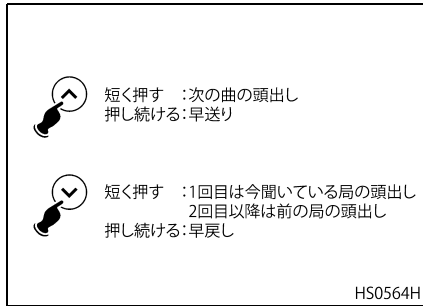 短く押す　:次の曲の頭出し
押し続ける:早送り
短く押す　:1回目は今聞いている局の頭出し
2回目以降は前の局の頭出し
押し続ける:早戻し
HS0564H